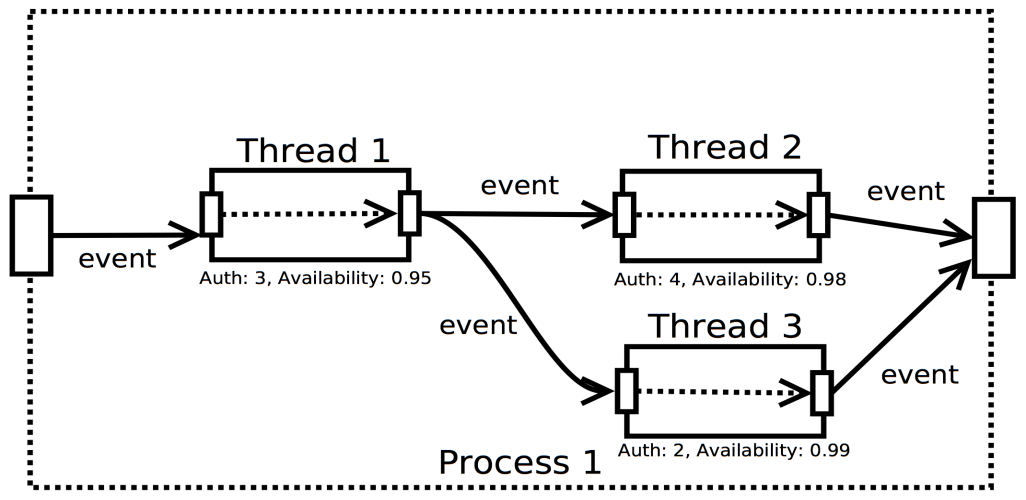 Thread 1
Thread 2
event
event
event
Auth: 3, Availability: 0.95
Auth: 4, Availability: 0.98
event
Thread 3
event
Auth: 2, Availability: 0.99
Process 1